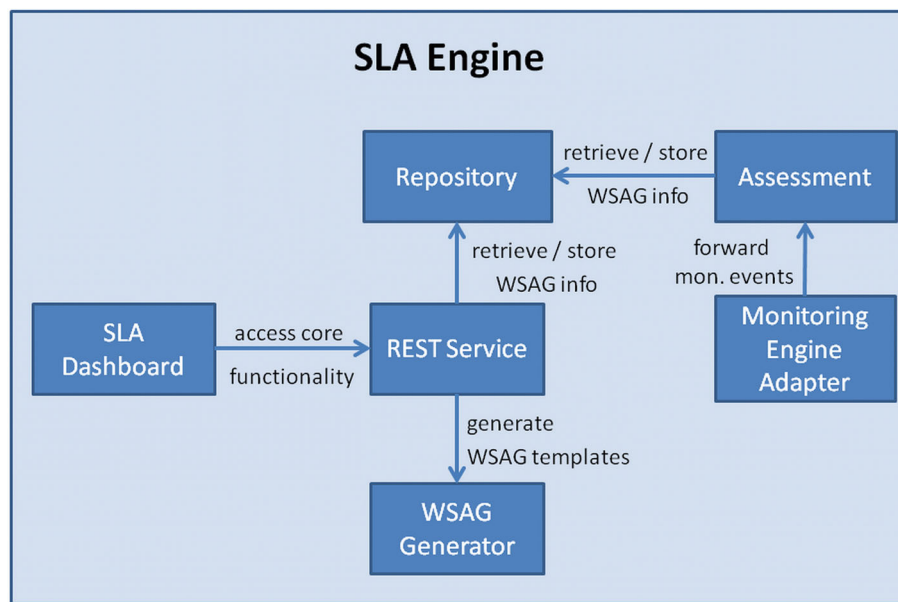 SLA Engine
Repository
retrieve / store
WSAG info
Assessment
retrieve / store
WSAG info
forward
mon. events
SLA
Dashboard
access core
functionality
REST Service
Monitoring
Engine
Adapter
generate
WSAG templates
WSAG
Generator